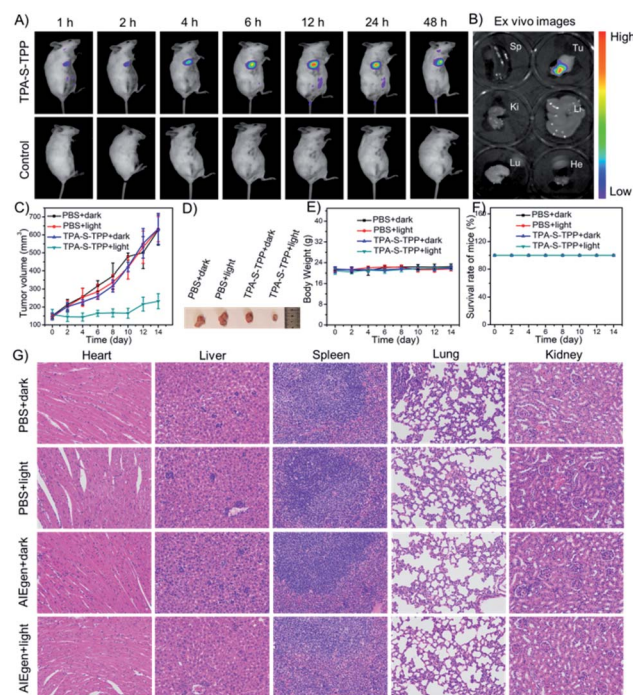 A)
1 h 2 h 4 h 6 h 12 h 24 h 48 h
TPA-S-TPP
Control
B) Ex vivo images
Sp Tu
Ki Li
Lu He
High
Low
C)
PBS+dark
PBS+light
TPA-S-TPP+dark
TPA-S-TPP+light
Tumor volume (mm³)
700
600
500
400
300
200
100
0 2 4 6 8 10 12 14
Time (day)
D)
PBS+dark
PBS+light
TPA-S-TPP+dark
TPA-S-TPP+light
E)
PBS+dark
PBS+light
TPA-S-TPP+dark
TPA-S-TPP+light
Body Weight (g)
40
32
24
16
8
0
0 2 4 6 8 10 12 14
Time (day)
F)
PBS+dark
PBS+light
TPA-S-TPP+dark
TPA-S-TPP+light
Survival rate of mice (%)
160
120
80
40
0
0 2 4 6 8 10 12 14
Time (day)
G) Heart Liver Spleen Lung Kidney
PBS+dark
PBS+light
AIEgen+dark
AIEgen+light